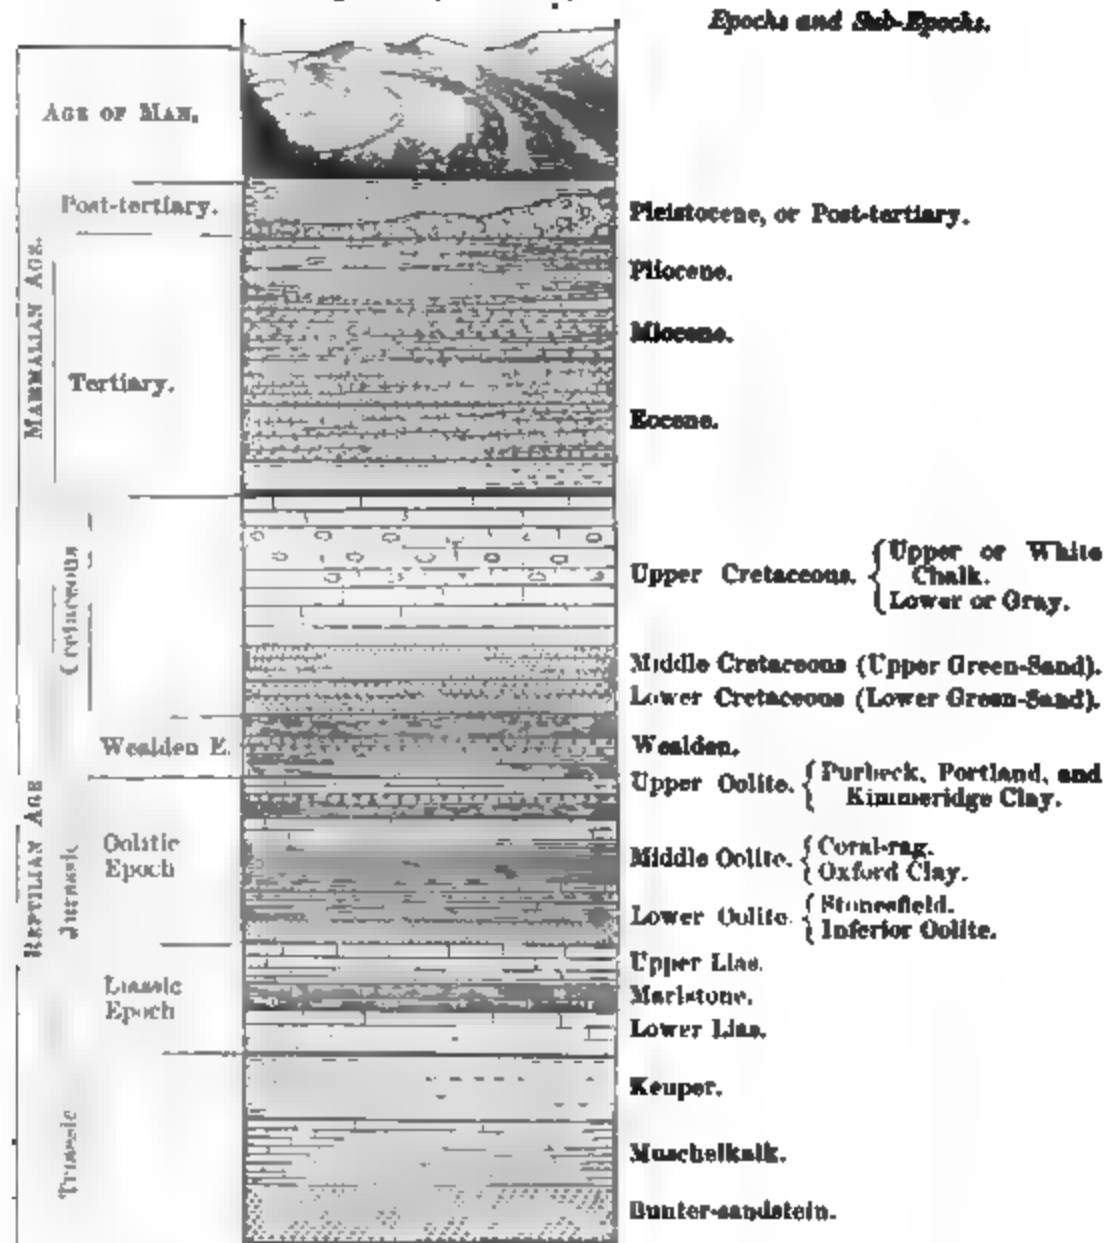 Epochs and Sub-Epochs.
AGE OF MAN.
Post-tertiary.
Pleistocene, or Post-tertiary.
MAMMALIAN AGE.
Pliocene.
Miocene.
Tertiary.
Eocene.
Cretaceous
Upper Cretaceous.
Upper or White
Chalk.
Lower or Gray.
Middle Cretaceous (Upper Green-Sand).
Lower Cretaceous (Lower Green-Sand).
Wealden E.
Wealden.
REPTILIAN AGE
Jurassic
Upper Oolite.
Purbeck, Portland, and
Kimmeridge Clay.
Oolitic
Epoch
Middle Oolite.
Coral-rag.
Oxford Clay.
Lower Oolite.
Stonesfield.
Inferior Oolite.
Liassic
Epoch
Upper Lias.
Marlstone.
Lower Lias.
Triassic
Keuper.
Muschelkalk.
Bunter-sandstein.